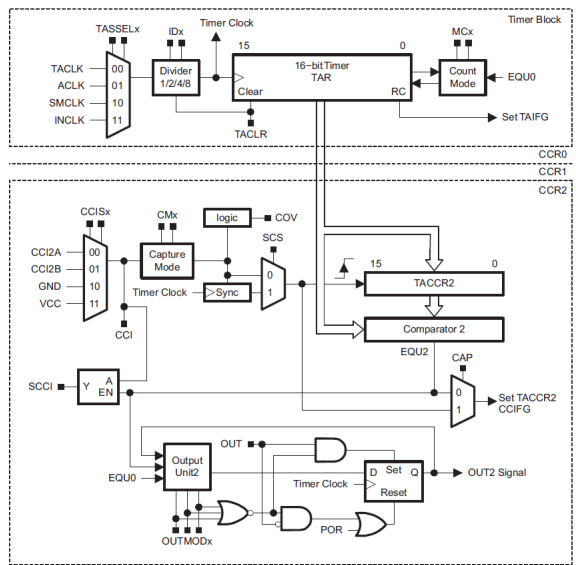 Timer Block
TASSELx
IDx
Timer Clock
15
0
MCx
TACLK
00
ACLK
01
SMCLK
10
INCLK
11
Divider
1/2/4/8
16−bitTimer
TAR
Clear
RC
Count
Mode
EQU0
TACLR
Set TAIFG
CCR0
CCR1
CCR2
CCISx
CMx
logic
COV
SCS
CCI2A
00
CCI2B
01
GND
10
VCC
11
Capture
Mode
Timer Clock
Sync
0
1
15
0
TACCR2
CCI
Comparator 2
EQU2
CAP
SCCI
Y
A
EN
0
1
Set TACCR2
CCIFG
OUT
EQU0
Output
Unit2
Timer Clock
D
Set
Q
Reset
OUT2 Signal
POR
OUTMODx